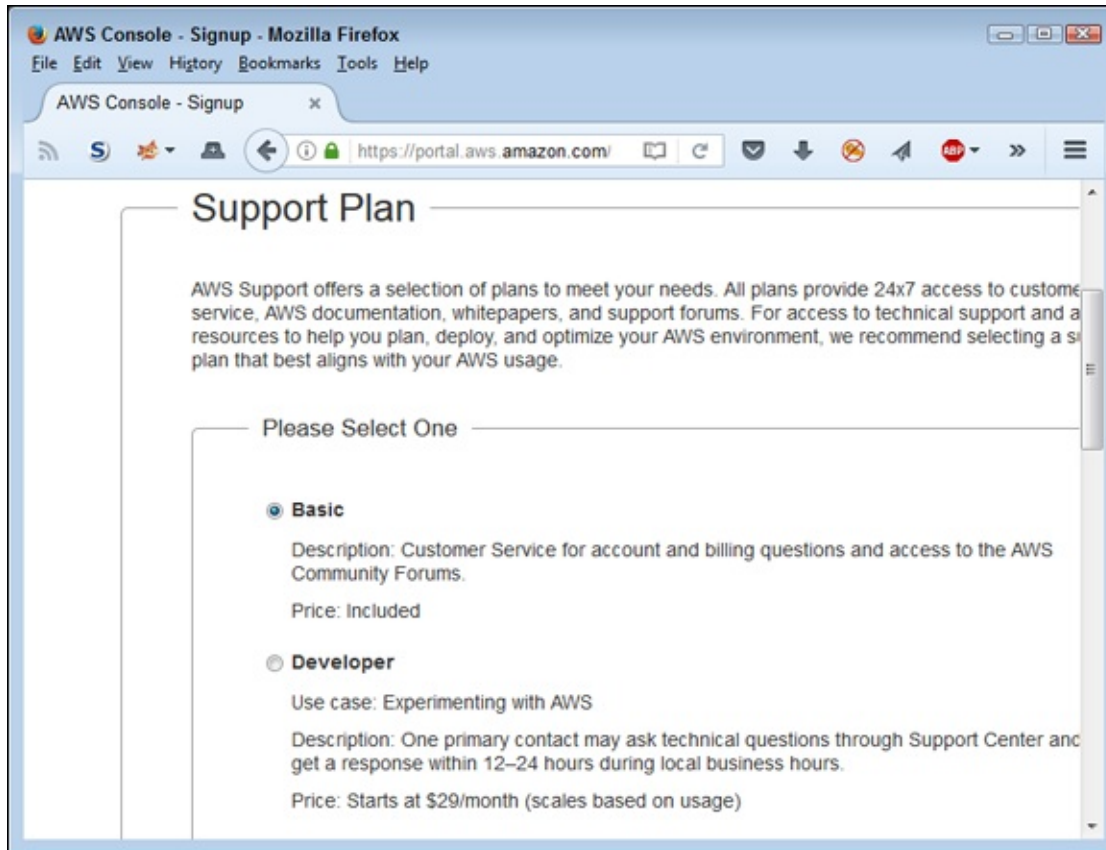 AWS Console - Signup - Mozilla Firefox
File Edit View History Bookmarks Tools Help
AWS Console - Signup
S
https://portal.aws.amazon.com/
ABP
Support Plan
AWS Support offers a selection of plans to meet your needs. All plans provide 24x7 access to
service, AWS documentation, whitepapers, and support forums. For access to technical support and
resources to help you plan, deploy, and optimize your AWS environment, we recommend selecting a
plan that best aligns with your AWS usage.
Please Select One
Basic
Description: Customer Service for account and billing questions and access to the AWS
Community Forums.
Price: Included
Developer
Use case: Experimenting with AWS
Description: One primary contact may ask technical questions through Support Center and
get a response within 12–24 hours during local business hours.
Price: Starts at $29/month (scales based on usage)